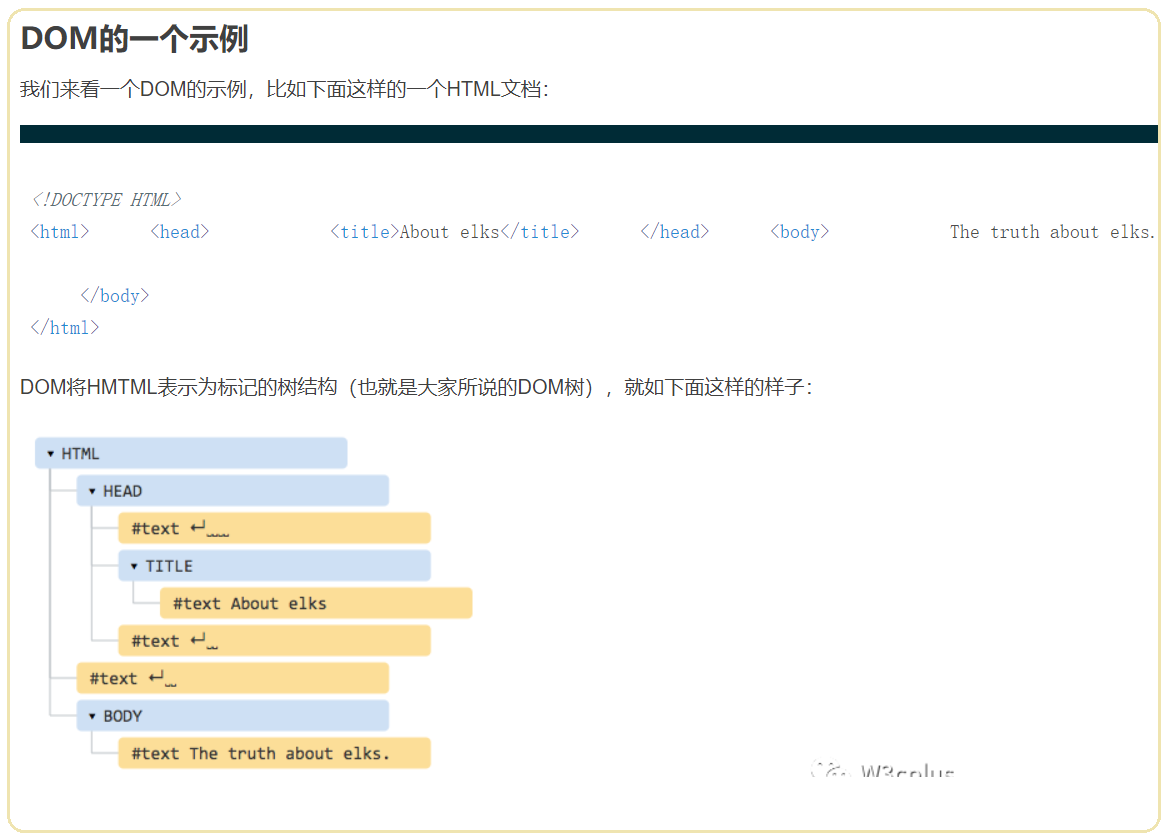 DOM的一个示例
我们来看一个DOM的示例，比如下面这样的一个HTML文档：
<!DOCTYPE HTML>
<html> <head> <title>About elks</title> </head> <body> The truth about elks.
</body>
</html>
DOM将HMTML表示为标记的树结构（也就是大家所说的DOM树），就如下面这样的样子：
▾ HTML
▾ HEAD
#text ↵␣␣␣␣
▾ TITLE
#text About elks
#text ↵␣␣
#text ↵␣␣
▾ BODY
#text The truth about elks.
W3cplus